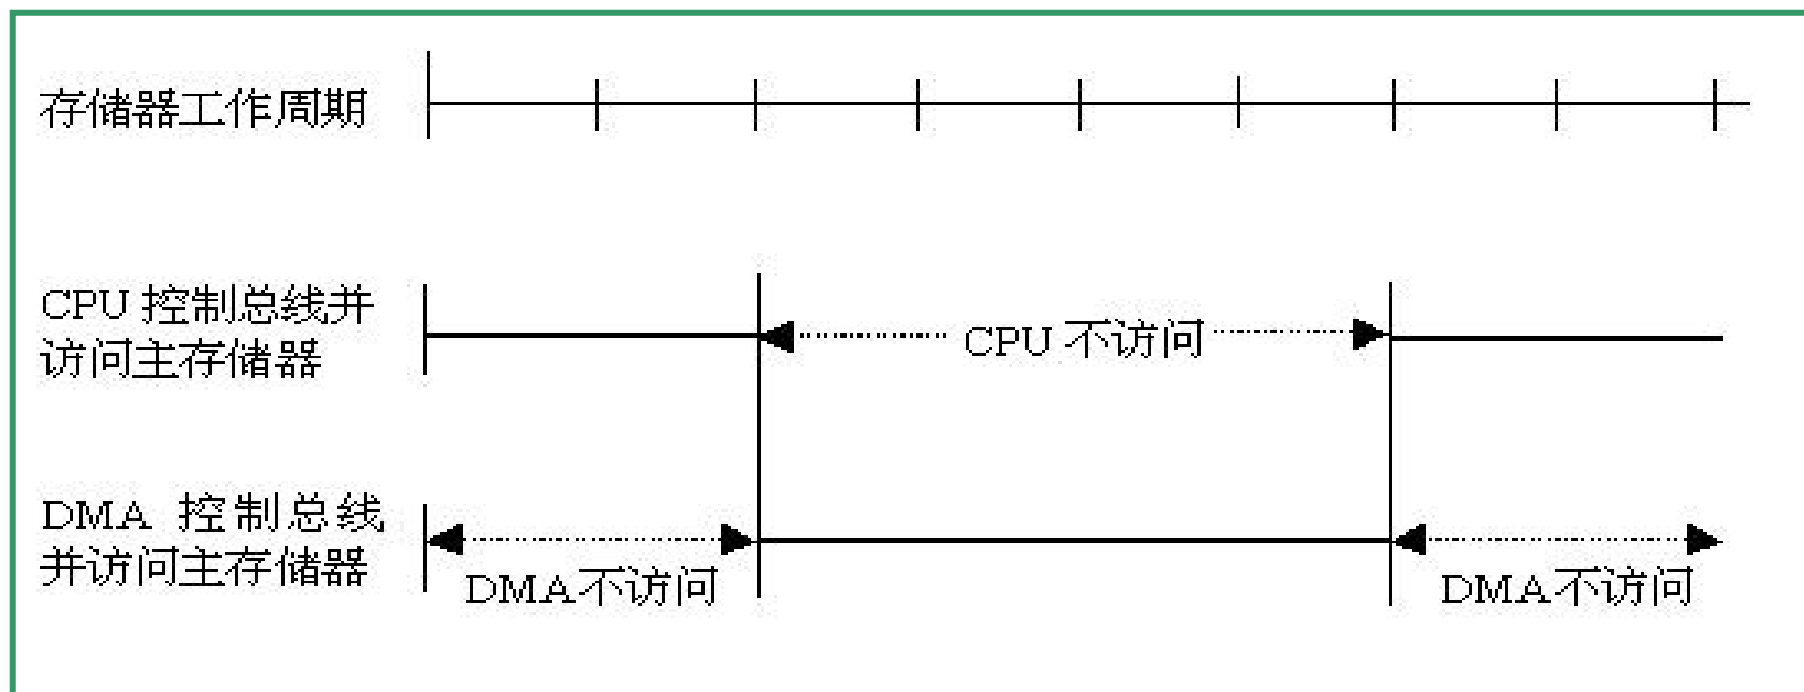 存储器工作周期
CPU 控制总线并
访问主存储器
CPU 不访问
DMA 控制总线
并访问主存储器
DMA不访问
DMA不访问